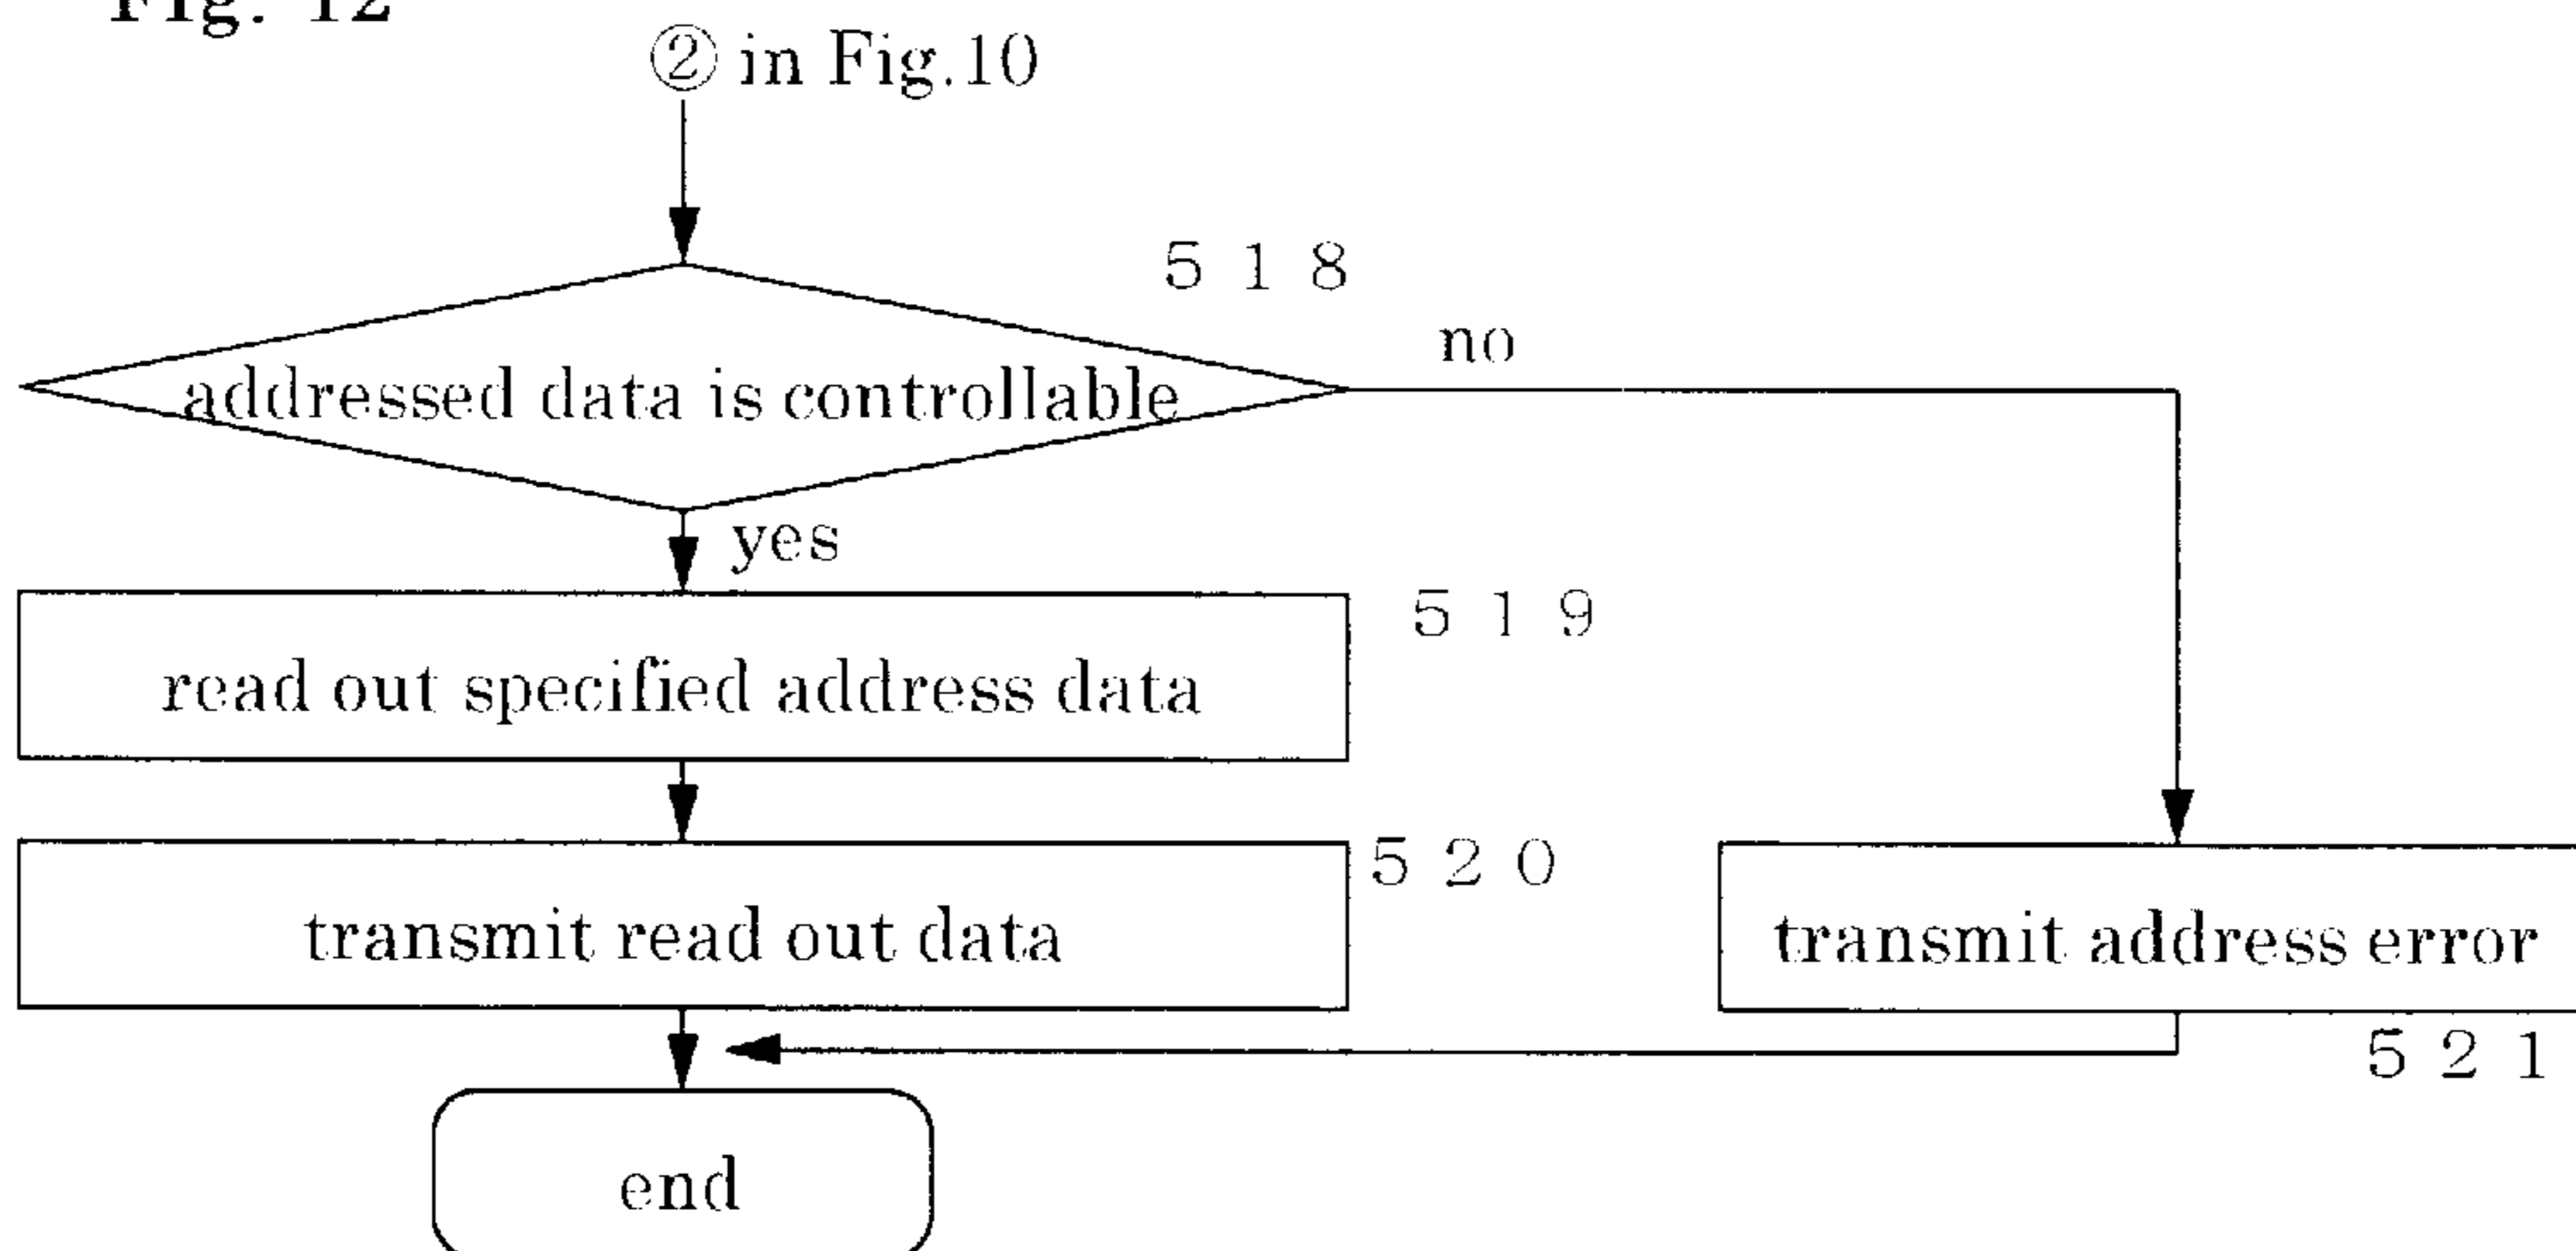 Fig. 12
② in Fig.10
518
addressed data is controllable
no
yes
519
read out specified address data
520
transmit read out data
transmit address error
521
end